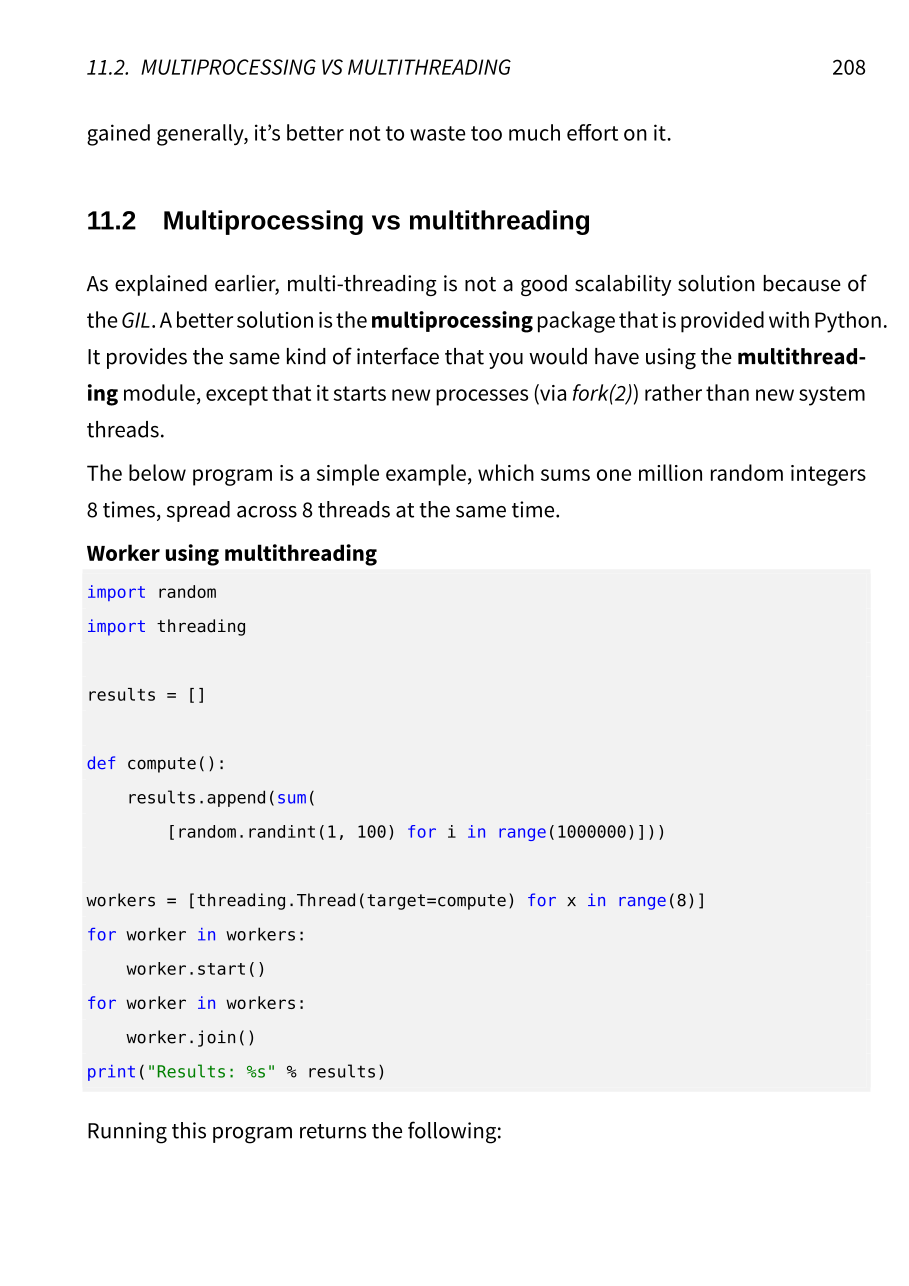 11.2. MULTIPROCESSING VS MULTITHREADING 208
gained generally, it’s better not to waste too much effort on it.
11.2 Multiprocessing vs multithreading
As explained earlier, multi-threading is not a good scalability solution because of
the GIL. A better solution is the multiprocessing package that is provided with Python.
It provides the same kind of interface that you would have using the multithread-
ing module, except that it starts new processes (via fork(2)) rather than new system
threads.
The below program is a simple example, which sums one million random integers
8 times, spread across 8 threads at the same time.
Worker using multithreading
import random
import threading
results = []
def compute():
    results.append(sum(
        [random.randint(1, 100) for i in range(1000000)]))
workers = [threading.Thread(target=compute) for x in range(8)]
for worker in workers:
    worker.start()
for worker in workers:
    worker.join()
print("Results: %s" % results)
Running this program returns the following: